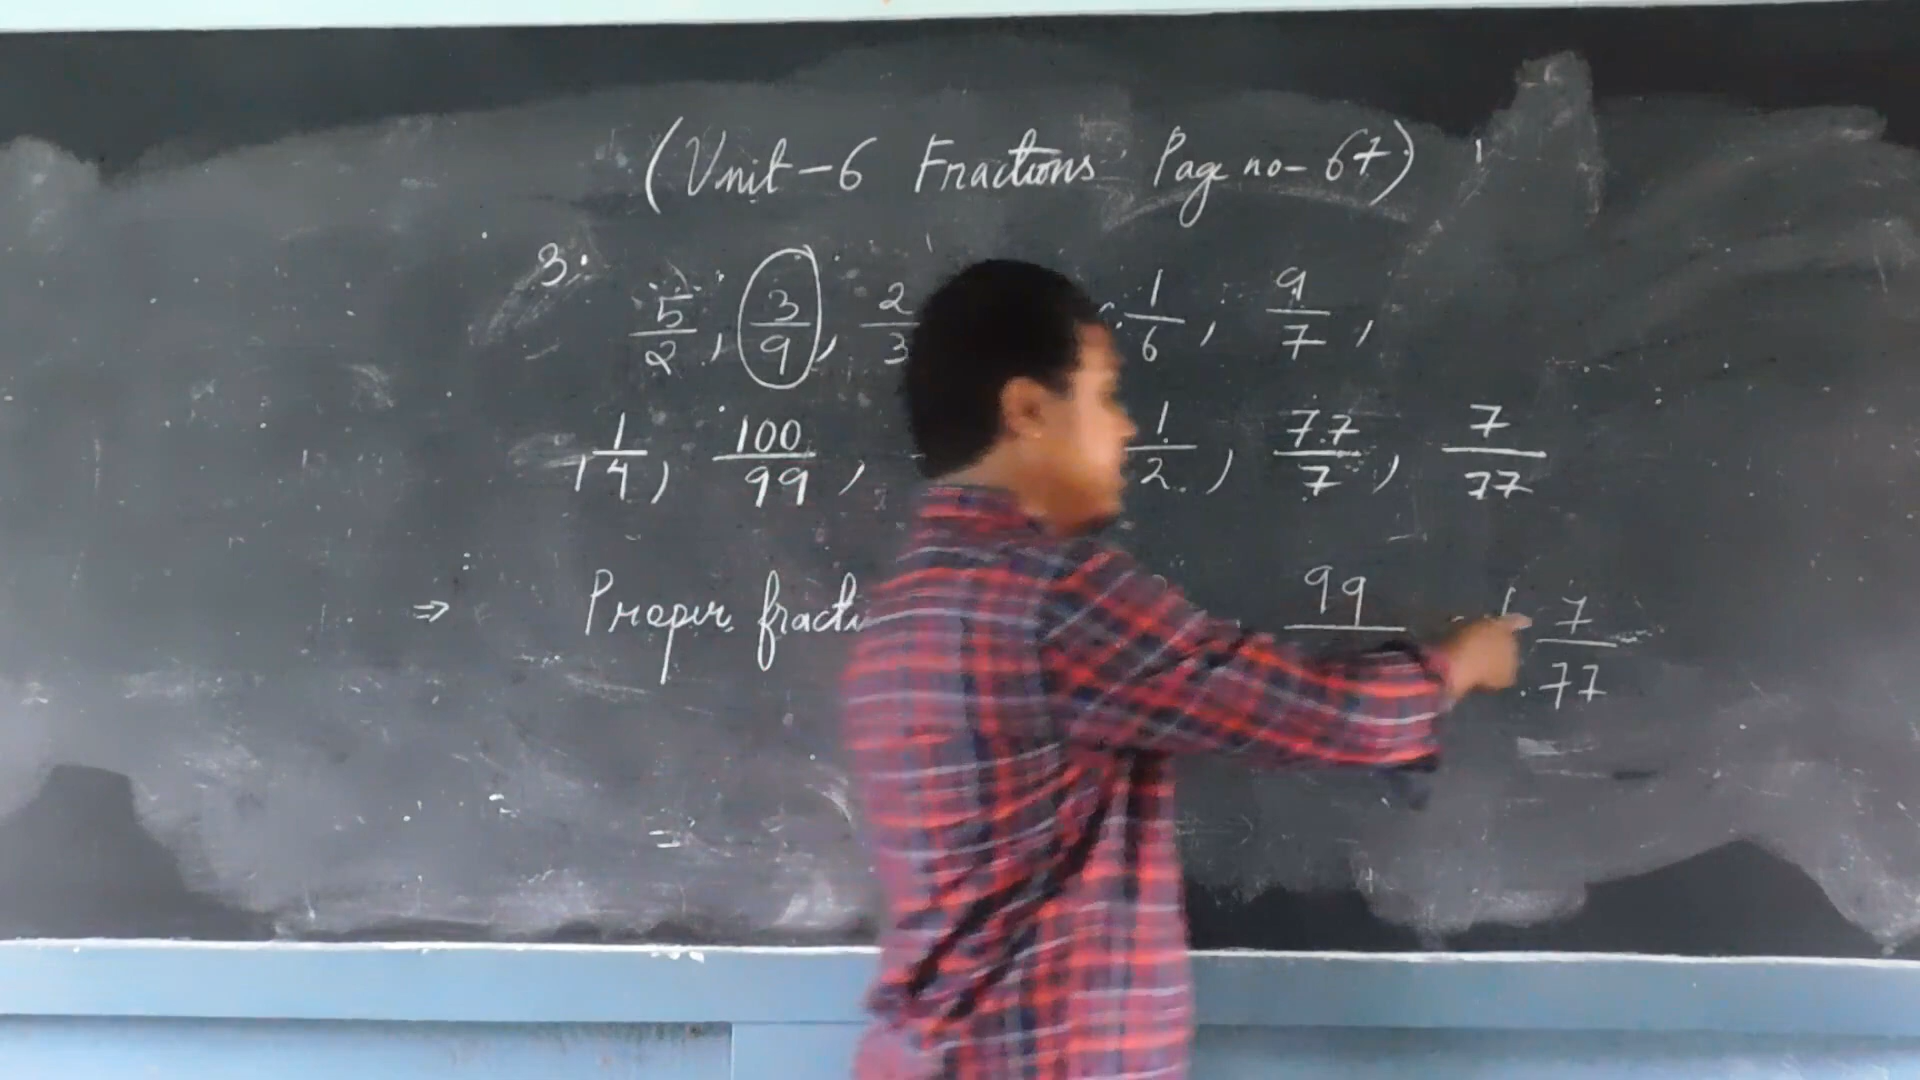 (Unit-6 Fractions Page no-67)
3. 5/2, 3/9, 2/3 1/6, 9/7,
1/4, 100/99, 1/2, 77/7, 7/77
⇒ Proper 99 7/77